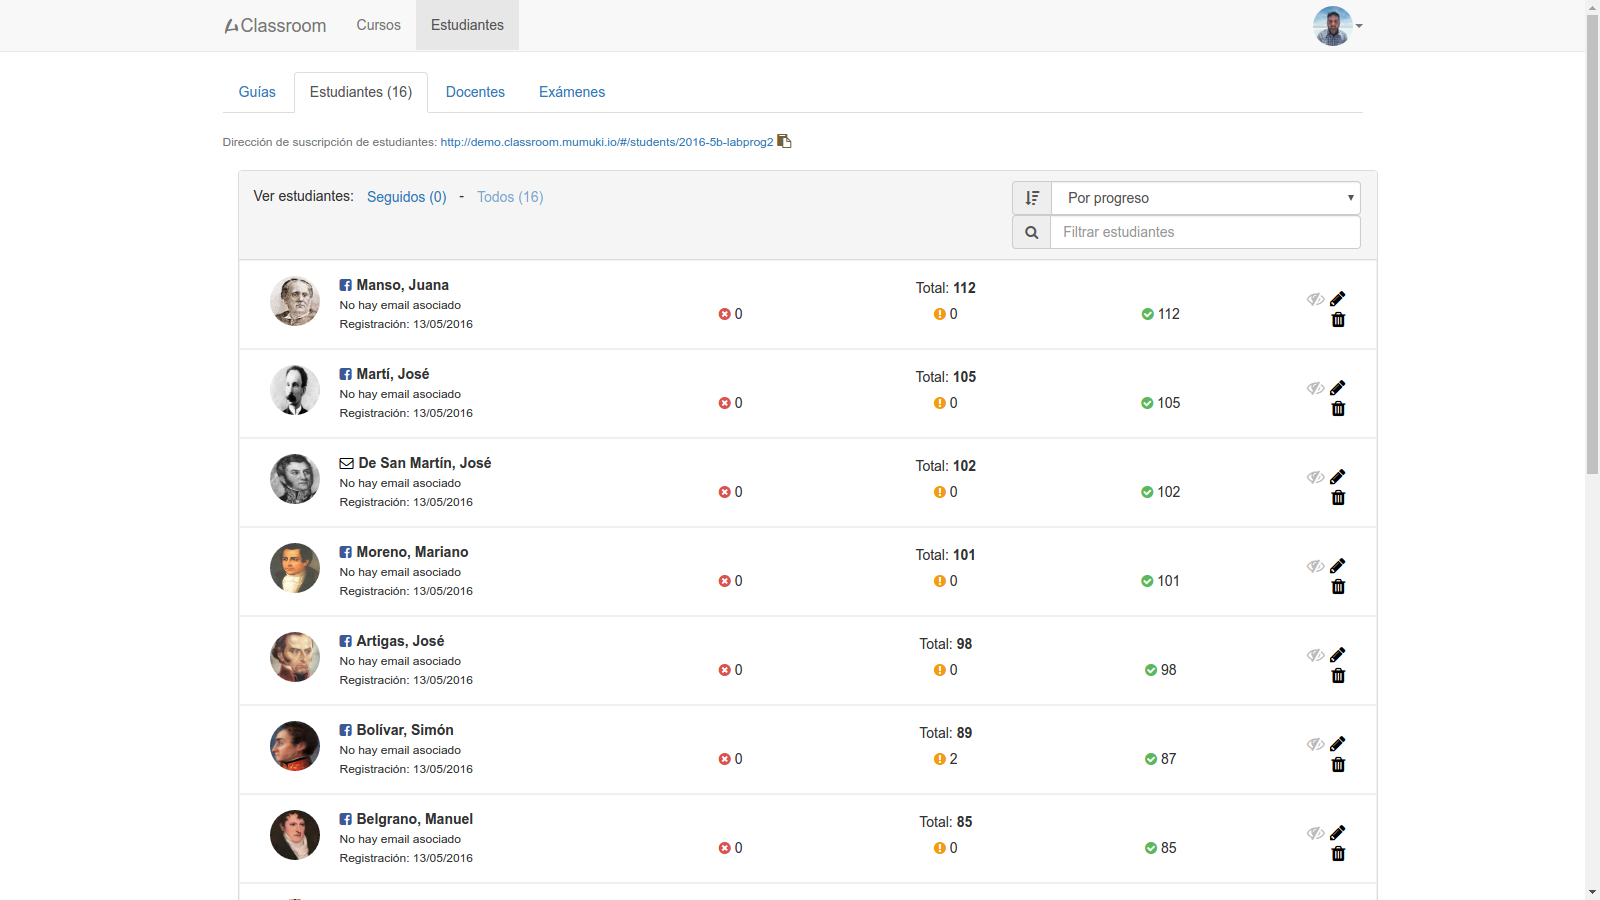 Classroom Cursos Estudiantes
Guías Estudiantes (16) Docentes Exámenes
Dirección de suscripción de estudiantes: http://demo.classroom.mumuki.io/#/students/2016-5b-labprog2
Ver estudiantes: Seguidos (0) - Todos (16)
Por progreso
Filtrar estudiantes
Manso, Juana
No hay email asociado
Registración: 13/05/2016
Total: 112
0 0 112
Martí, José
No hay email asociado
Registración: 13/05/2016
Total: 105
0 0 105
De San Martín, José
No hay email asociado
Registración: 13/05/2016
Total: 102
0 0 102
Moreno, Mariano
No hay email asociado
Registración: 13/05/2016
Total: 101
0 0 101
Artigas, José
No hay email asociado
Registración: 13/05/2016
Total: 98
0 0 98
Bolívar, Simón
No hay email asociado
Registración: 13/05/2016
Total: 89
0 2 87
Belgrano, Manuel
No hay email asociado
Registración: 13/05/2016
Total: 85
0 0 85